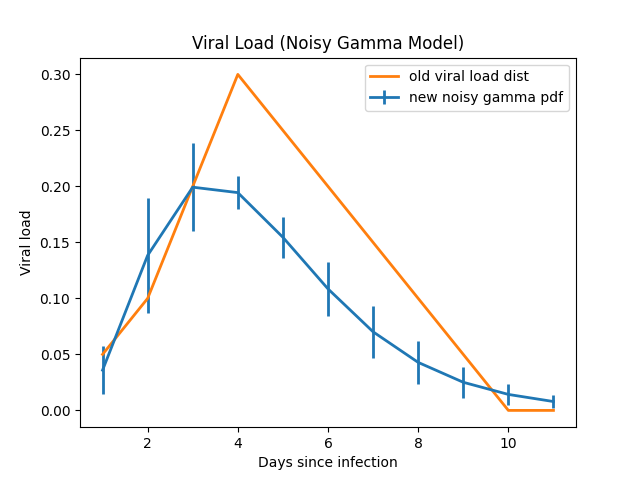 Viral Load (Noisy Gamma Model)
old viral load dist
new noisy gamma pdf
Viral load
0.30
0.25
0.20
0.15
0.10
0.05
0.00
2 4 6 8 10
Days since infection